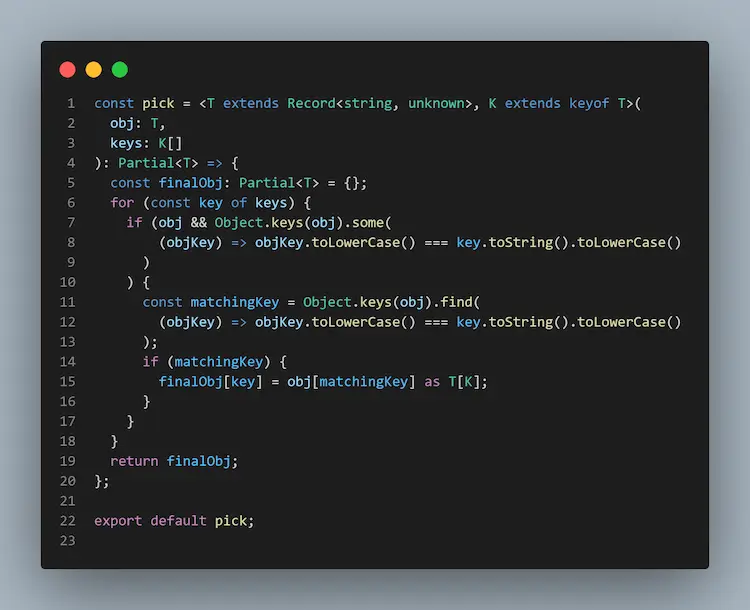 1 const pick = <T extends Record<string, unknown>, K extends keyof T>(
2   obj: T,
3   keys: K[]
4 ): Partial<T> => {
5   const finalObj: Partial<T> = {};
6   for (const key of keys) {
7     if (obj && Object.keys(obj).some(
8         (objKey) => objKey.toLowerCase() === key.toString().toLowerCase()
9       )
10     ) {
11       const matchingKey = Object.keys(obj).find(
12         (objKey) => objKey.toLowerCase() === key.toString().toLowerCase()
13       );
14       if (matchingKey) {
15         finalObj[key] = obj[matchingKey] as T[K];
16       }
17     }
18   }
19   return finalObj;
20 };
21
22 export default pick;
23